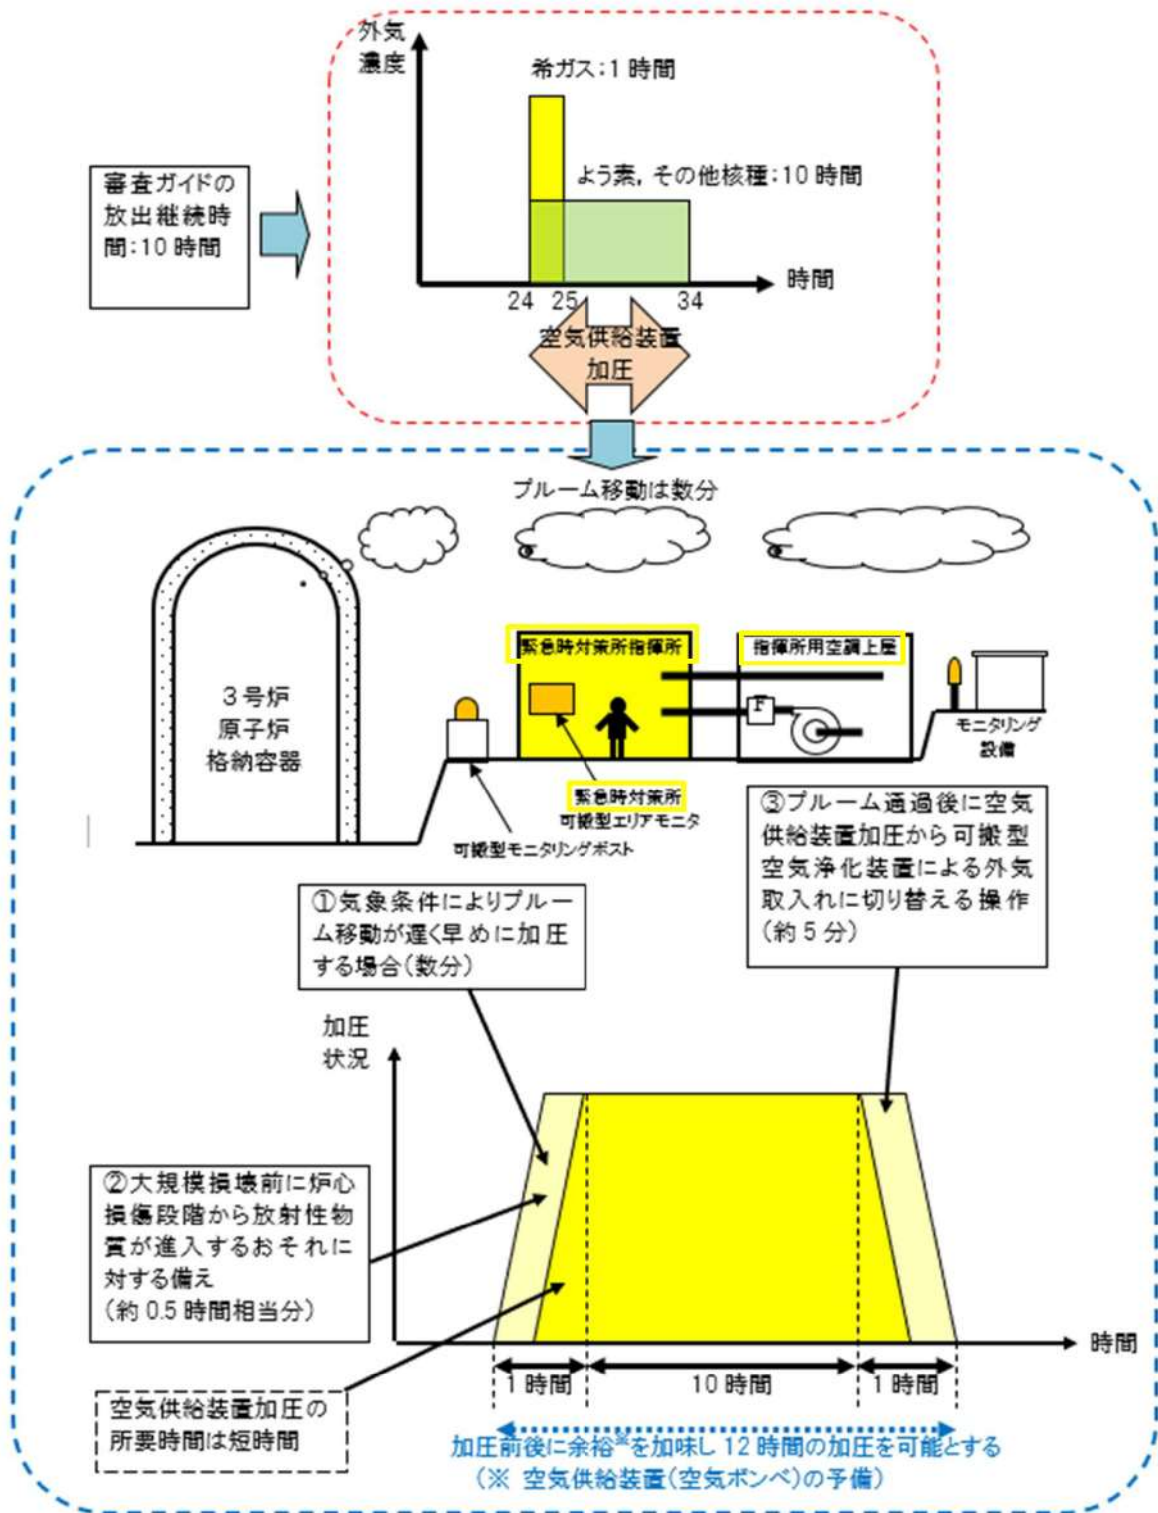 外気
濃度
希ガス：1時間
よう素，その他核種：10時間
審査ガイドの
放出継続時
間：10時間
時間
24 25 34
空気供給装置
加圧
プルーム移動は数分
緊急時対策所指揮所
指揮所用空調上屋
3号炉
原子炉
格納容器
F
モニタリング
設備
緊急時対策所
可搬型エリアモニタ
可搬型モニタリングポスト
③プルーム通過後に空気
供給装置加圧から可搬型
空気浄化装置による外気
取入れに切り替える操作
(約5分)
①気象条件によりプルー
ム移動が遅く早めに加圧
する場合(数分)
加圧
状況
②大規模損壊前に炉心
損傷段階から放射性物
質が進入するおそれに
対する備え
(約0.5時間相当分)
時間
1時間 10時間 1時間
空気供給装置加圧の
所要時間は短時間
加圧前後に余裕※を加味し12時間の加圧を可能とする
(※ 空気供給装置(空気ボンベ)の予備)